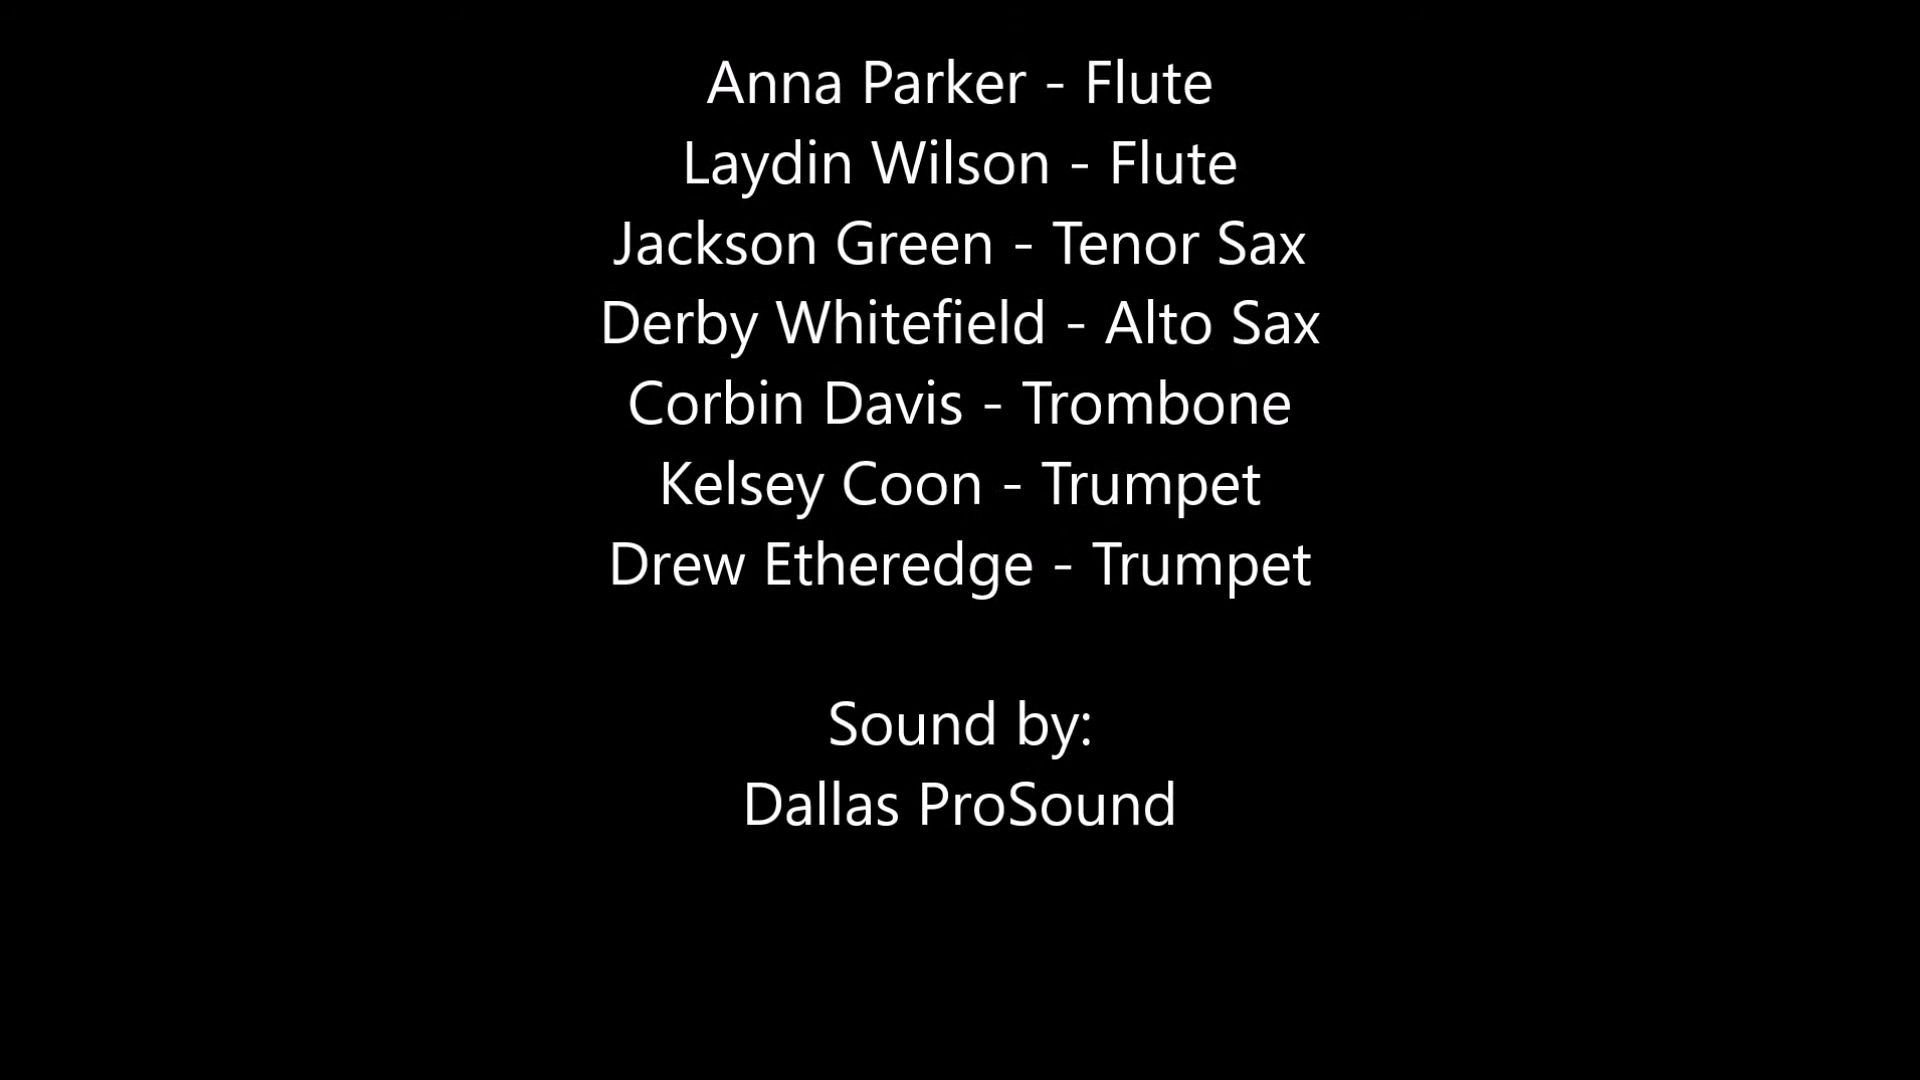 Anna Parker - Flute
Laydin Wilson - Flute
Jackson Green - Tenor Sax
Derby Whitefield - Alto Sax
Corbin Davis - Trombone
Kelsey Coon - Trumpet
Drew Etheredge - Trumpet
Sound by:
Dallas ProSound